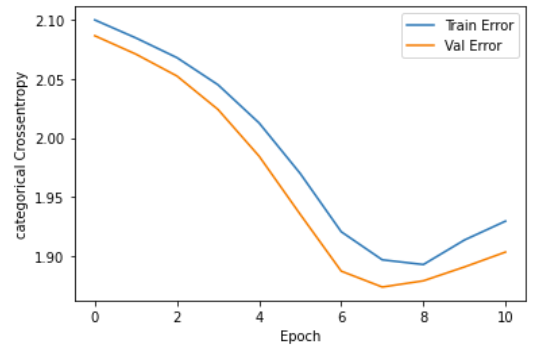 2.10
2.05
2.00
1.95
1.90
categorical Crossentropy
Train Error
Val Error
0
2
4
6
8
10
Epoch